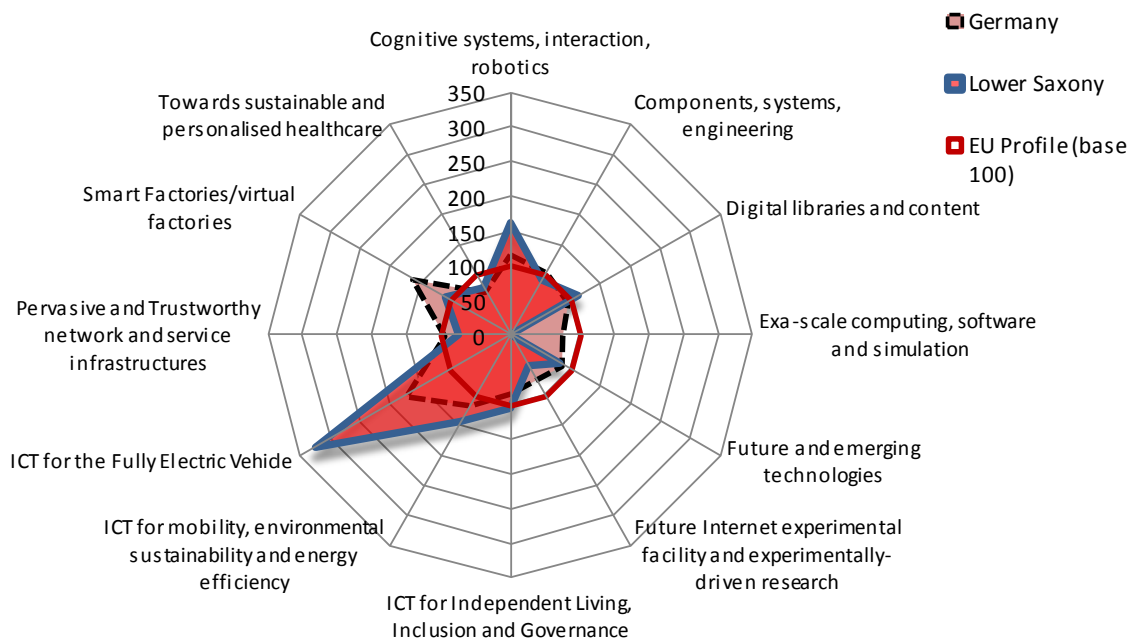 Germany
Lower Saxony
EU Profile (base
100)
Cognitive systems, interaction,
robotics
Components, systems,
engineering
Digital libraries and content
Exa-scale computing, software
and simulation
Future and emerging
technologies
Future Internet experimental
facility and experimentally-
driven research
ICT for Independent Living,
Inclusion and Governance
ICT for mobility, environmental
sustainability and energy
efficiency
ICT for the Fully Electric Vehicle
Pervasive and Trustworthy
network and service
infrastructures
Smart Factories/virtual
factories
Towards sustainable and
personalised healthcare
350
300
250
200
150
100
50
0